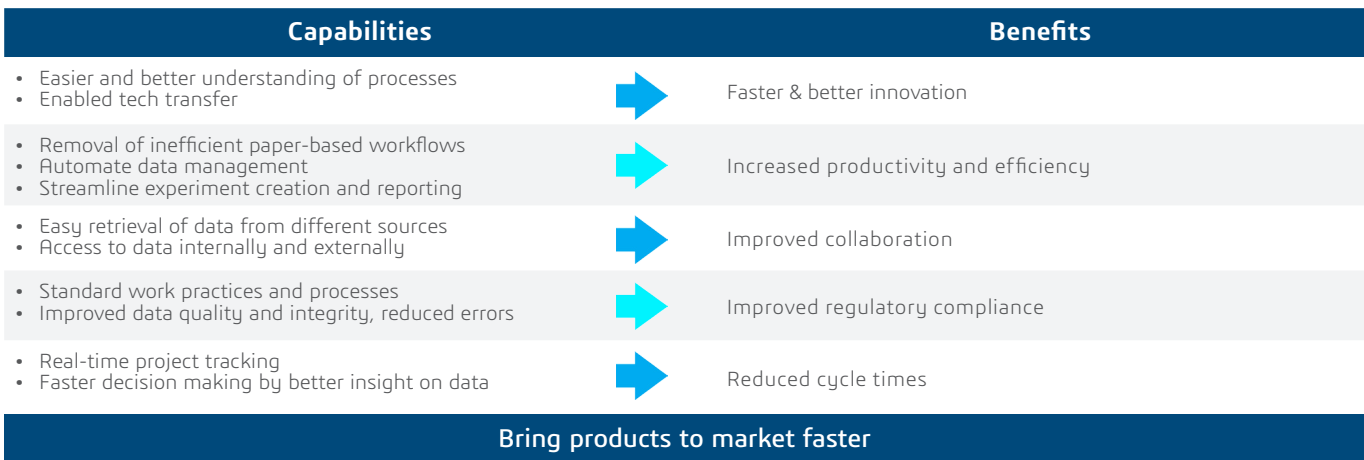 Capabilities
Benefits
• Easier and better understanding of processes
• Enabled tech transfer
Faster & better innovation
• Removal of inefficient paper-based workflows
• Automate data management
• Streamline experiment creation and reporting
Increased productivity and efficiency
• Easy retrieval of data from different sources
• Access to data internally and externally
Improved collaboration
• Standard work practices and processes
• Improved data quality and integrity, reduced errors
Improved regulatory compliance
• Real-time project tracking
• Faster decision making by better insight on data
Reduced cycle times
Bring products to market faster